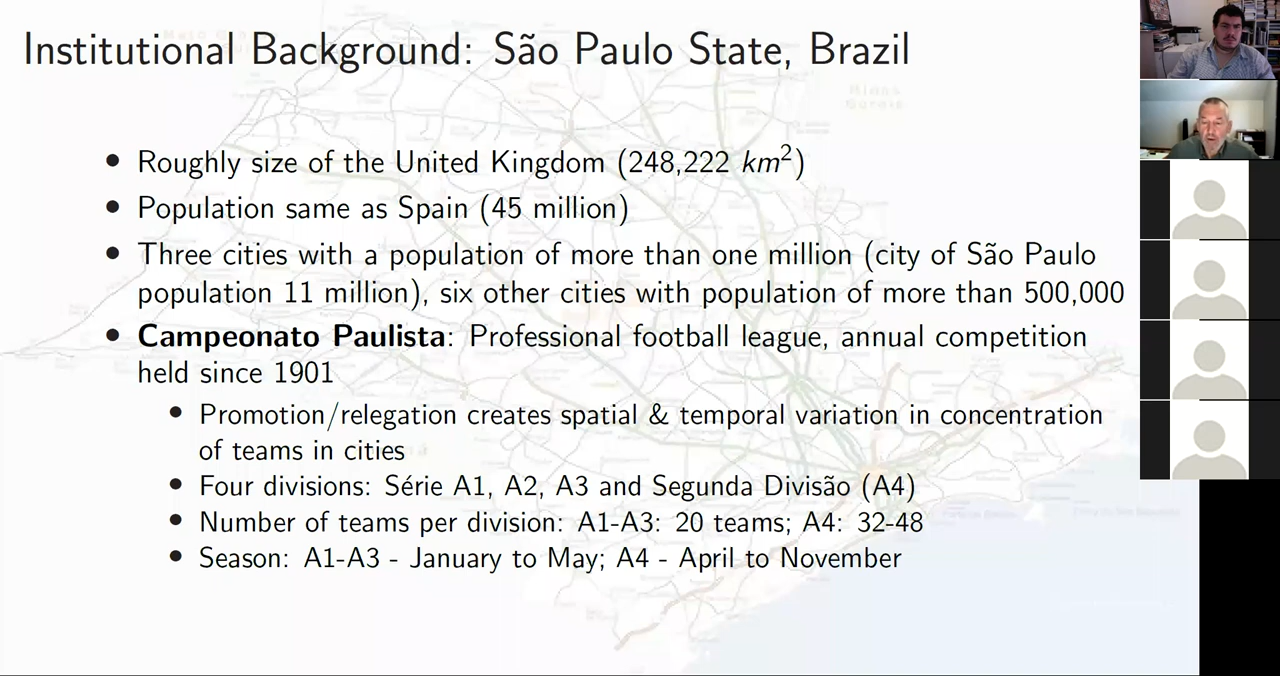 Institutional Background: São Paulo State, Brazil
• Roughly size of the United Kingdom (248,222 km²)
• Population same as Spain (45 million)
• Three cities with a population of more than one million (city of São Paulo
population 11 million), six other cities with population of more than 500,000
• Campeonato Paulista: Professional football league, annual competition
held since 1901
• Promotion/relegation creates spatial & temporal variation in concentration
of teams in cities
• Four divisions: Série A1, A2, A3 and Segunda Divisão (A4)
• Number of teams per division: A1-A3: 20 teams; A4: 32-48
• Season: A1-A3 - January to May; A4 - April to November